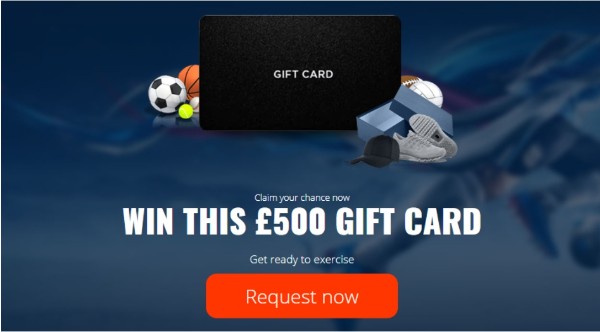 GIFT CARD
Claim your chance now
WIN THIS £500 GIFT CARD
Get ready to exercise
Request now